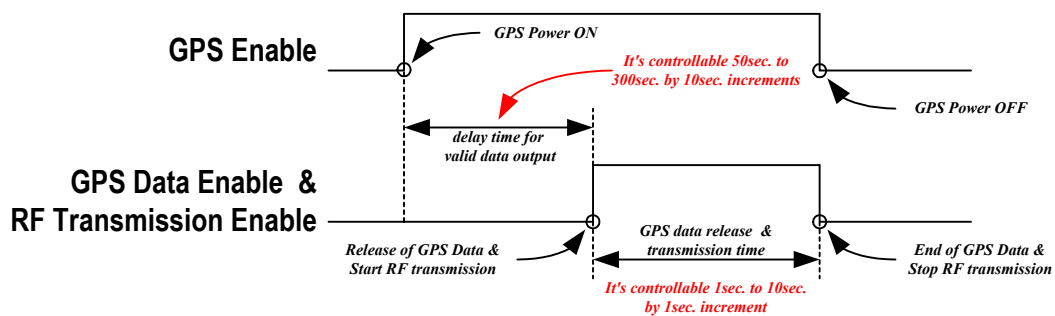 GPS Enable
GPS Power ON
It's controllable 50sec. to
300sec. by 10sec. increments
GPS Power OFF
delay time for
valid data output
GPS Data Enable &
RF Transmission Enable
Release of GPS Data &
Start RF transmission
GPS data release &
transmission time
It's controllable 1sec. to 10sec.
by 1sec. increment
End of GPS Data &
Stop RF transmission